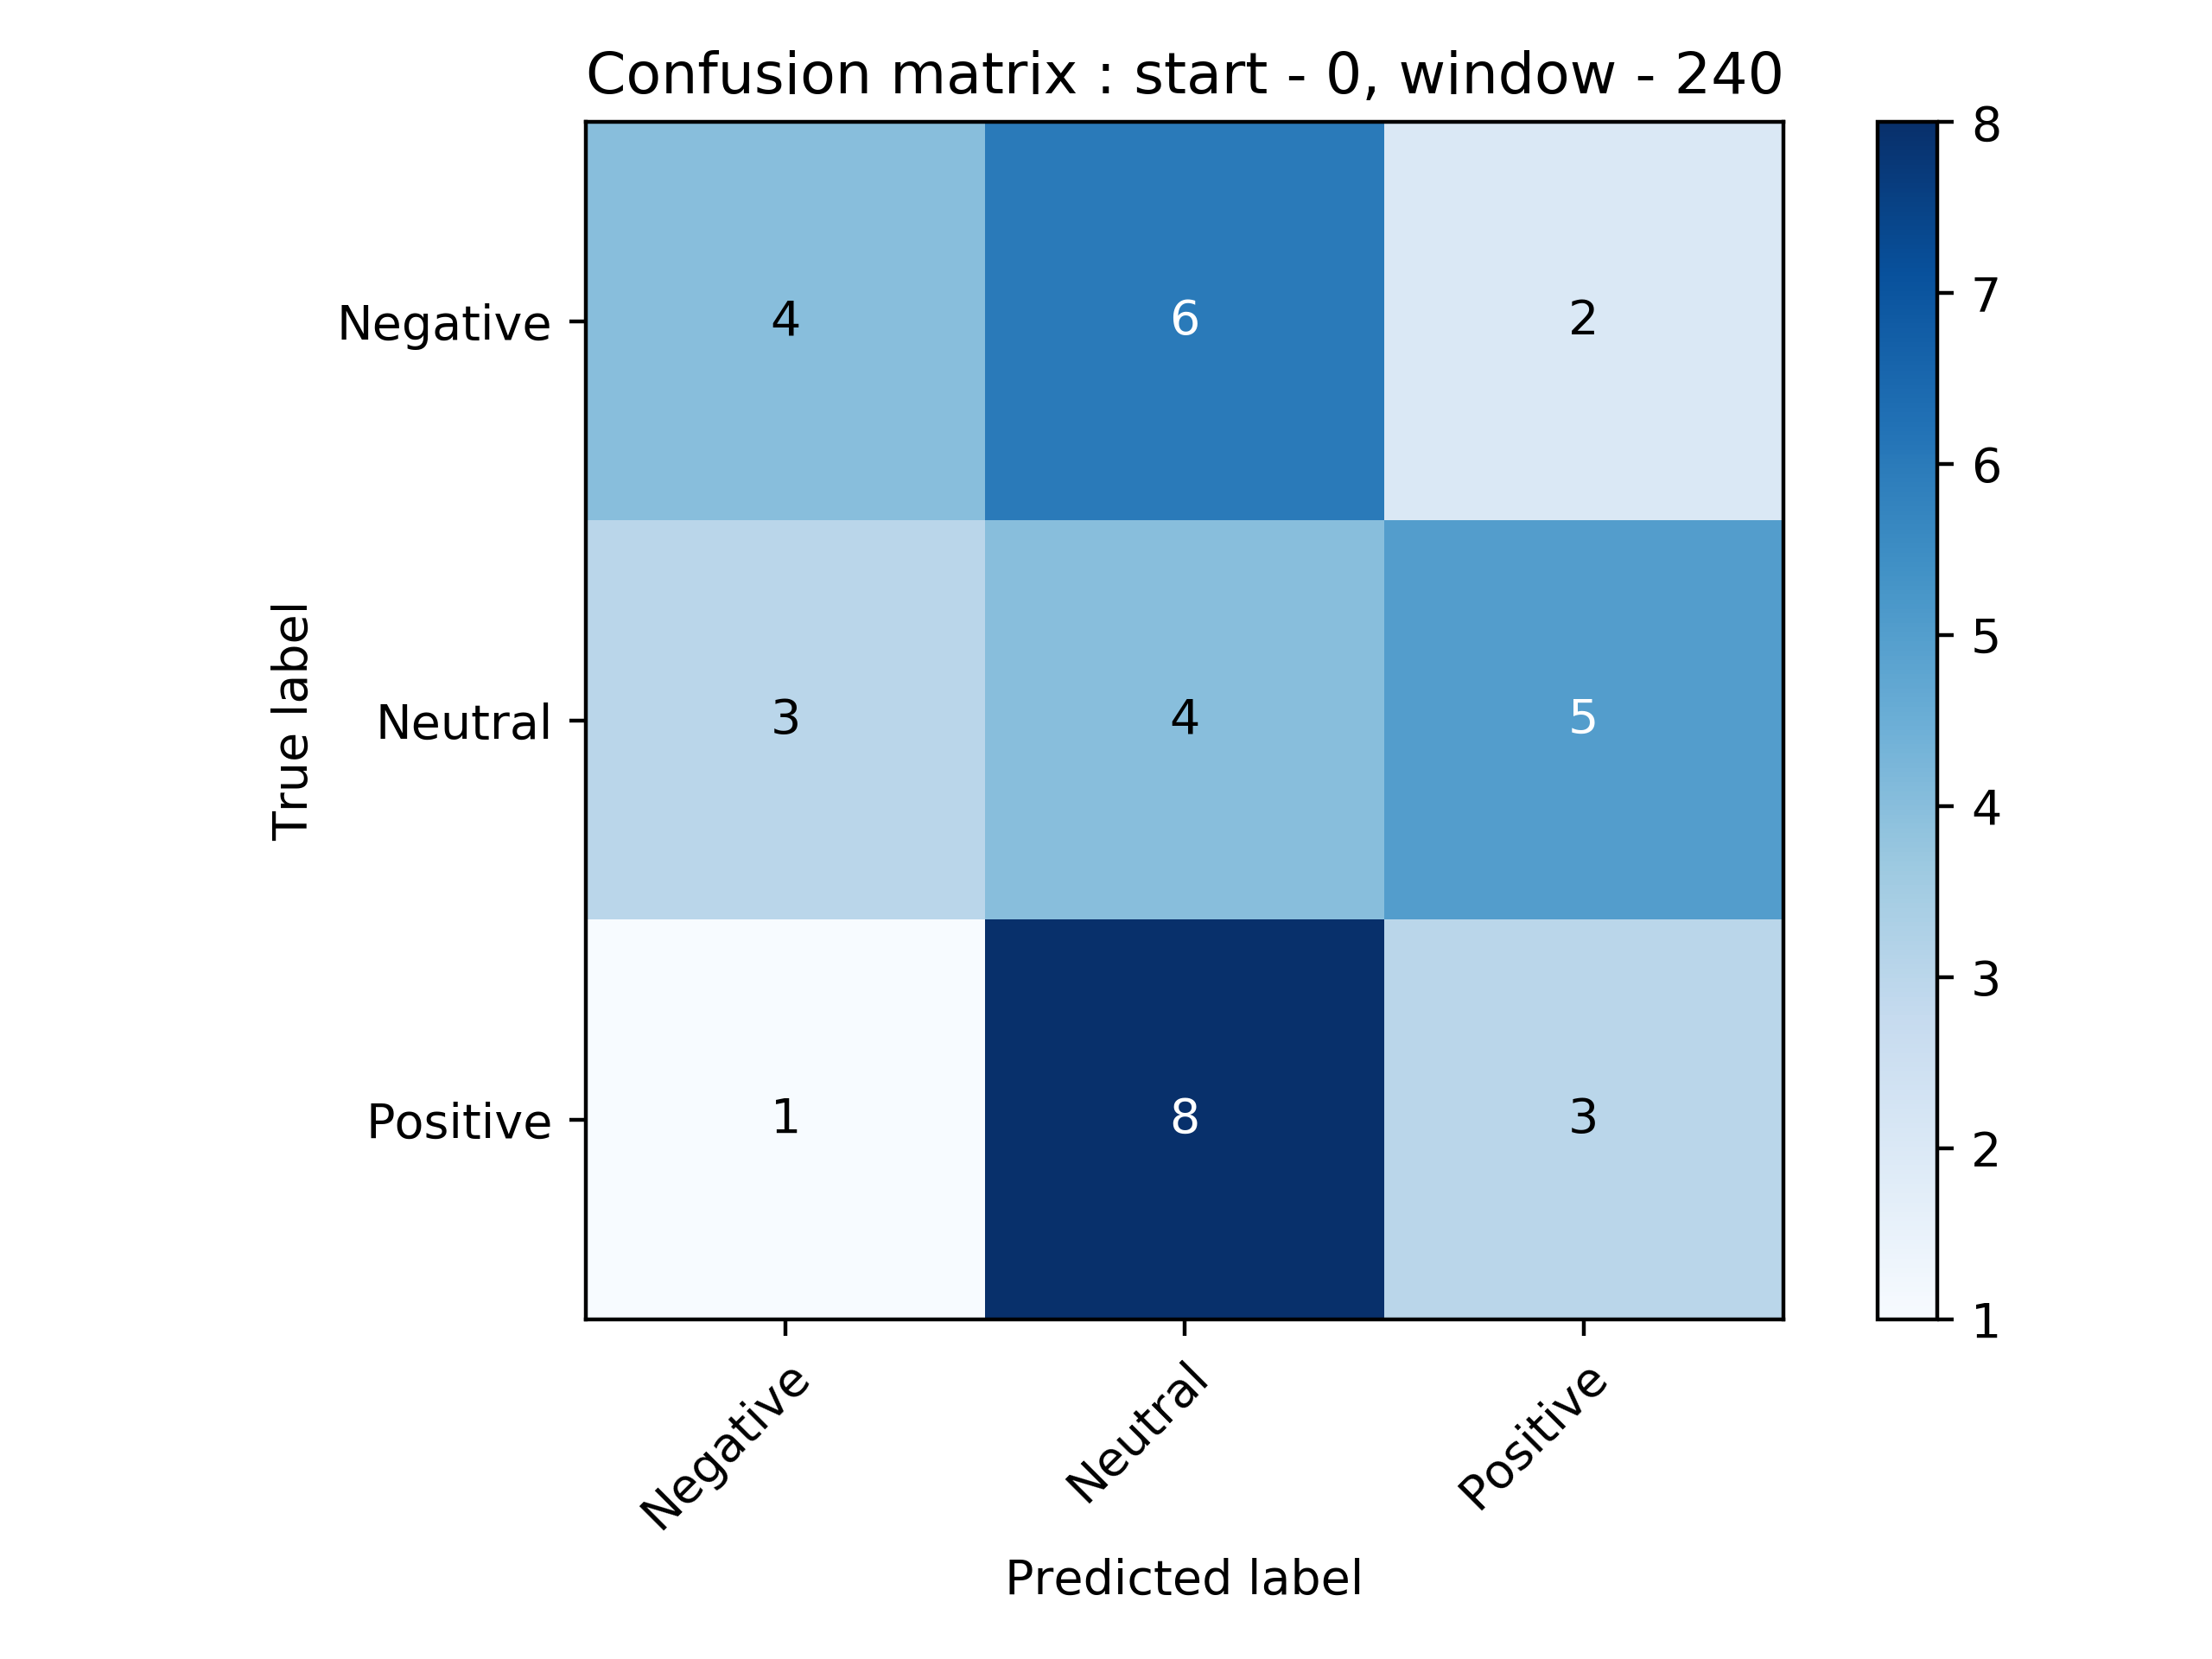 Confusion matrix : start - 0, window - 240
True label
Negative 4 6 2
Neutral 3 4 5
Positive 1 8 3
Negative Neutral Positive
Predicted label
8
7
6
5
4
3
2
1